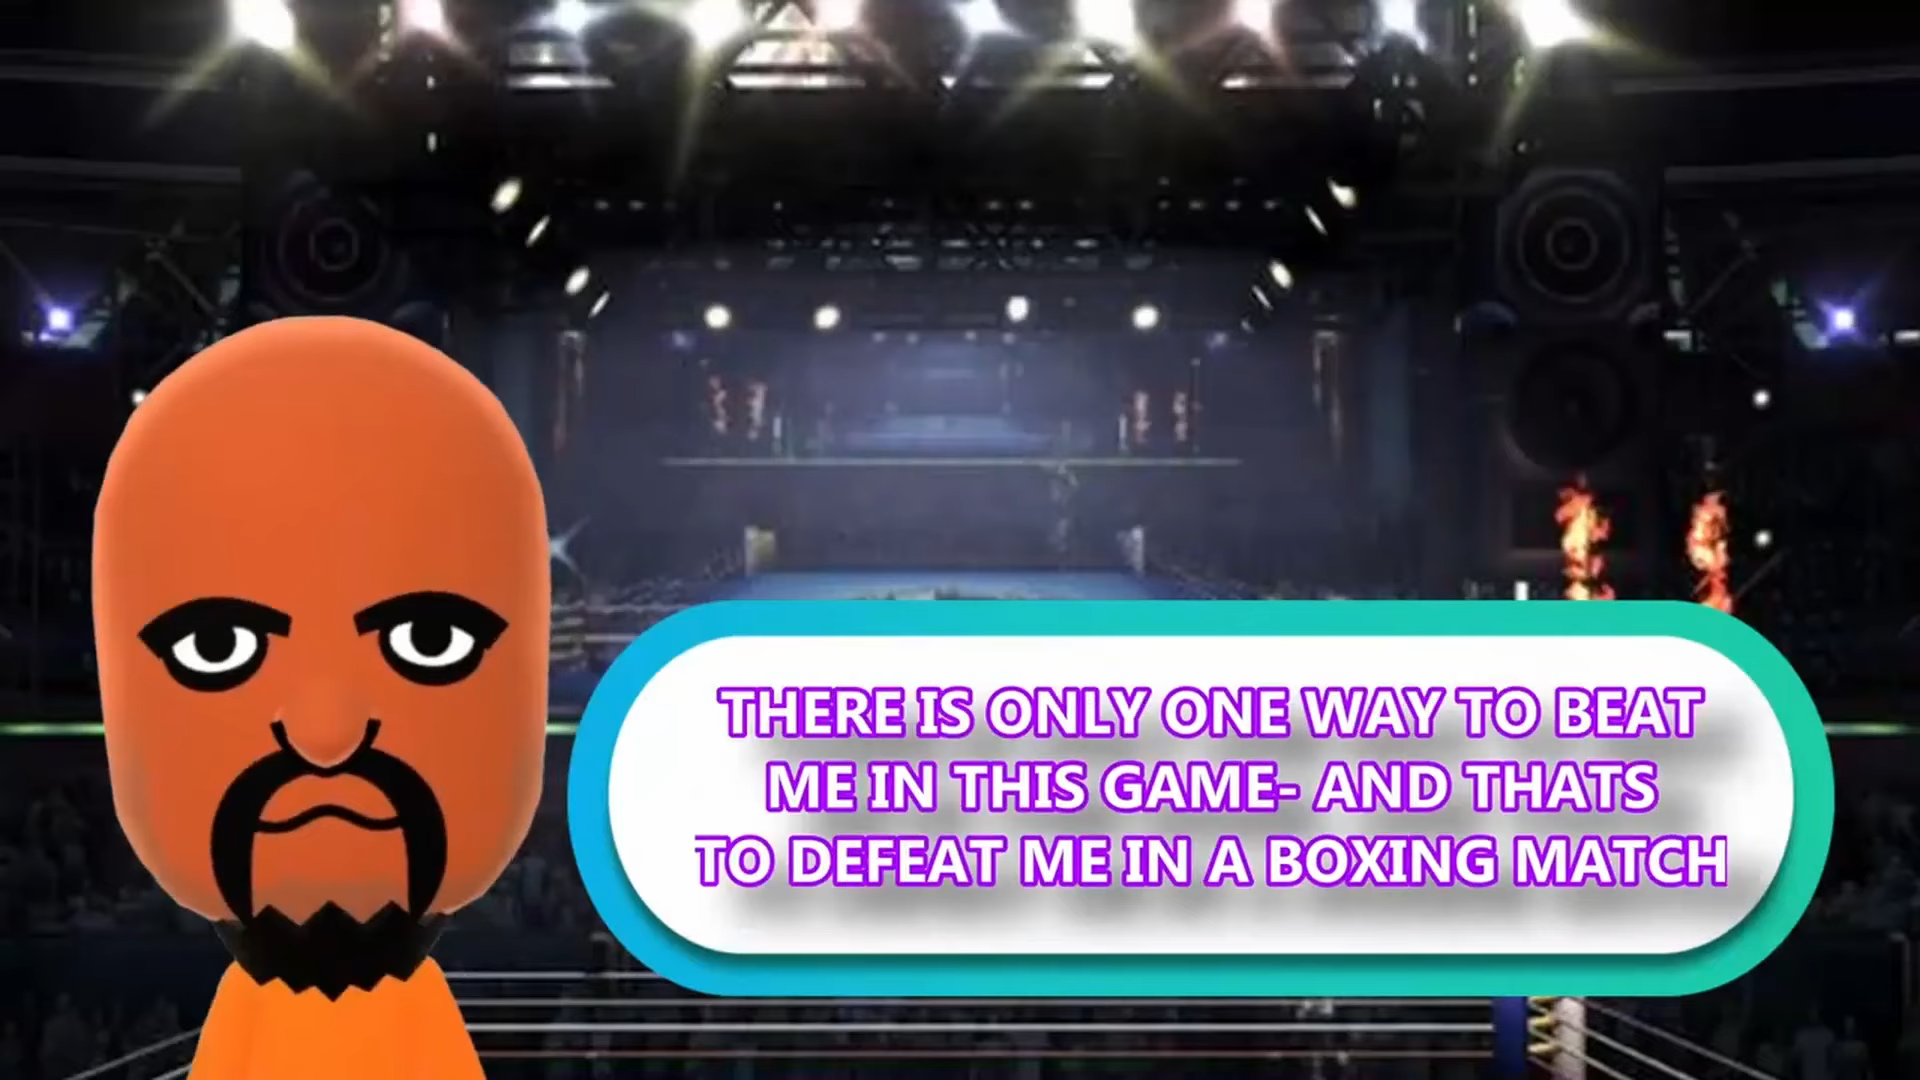 THERE IS ONLY ONE WAY TO BEAT
ME IN THIS GAME- AND THATS
TO DEFEAT ME IN A BOXING MATCH